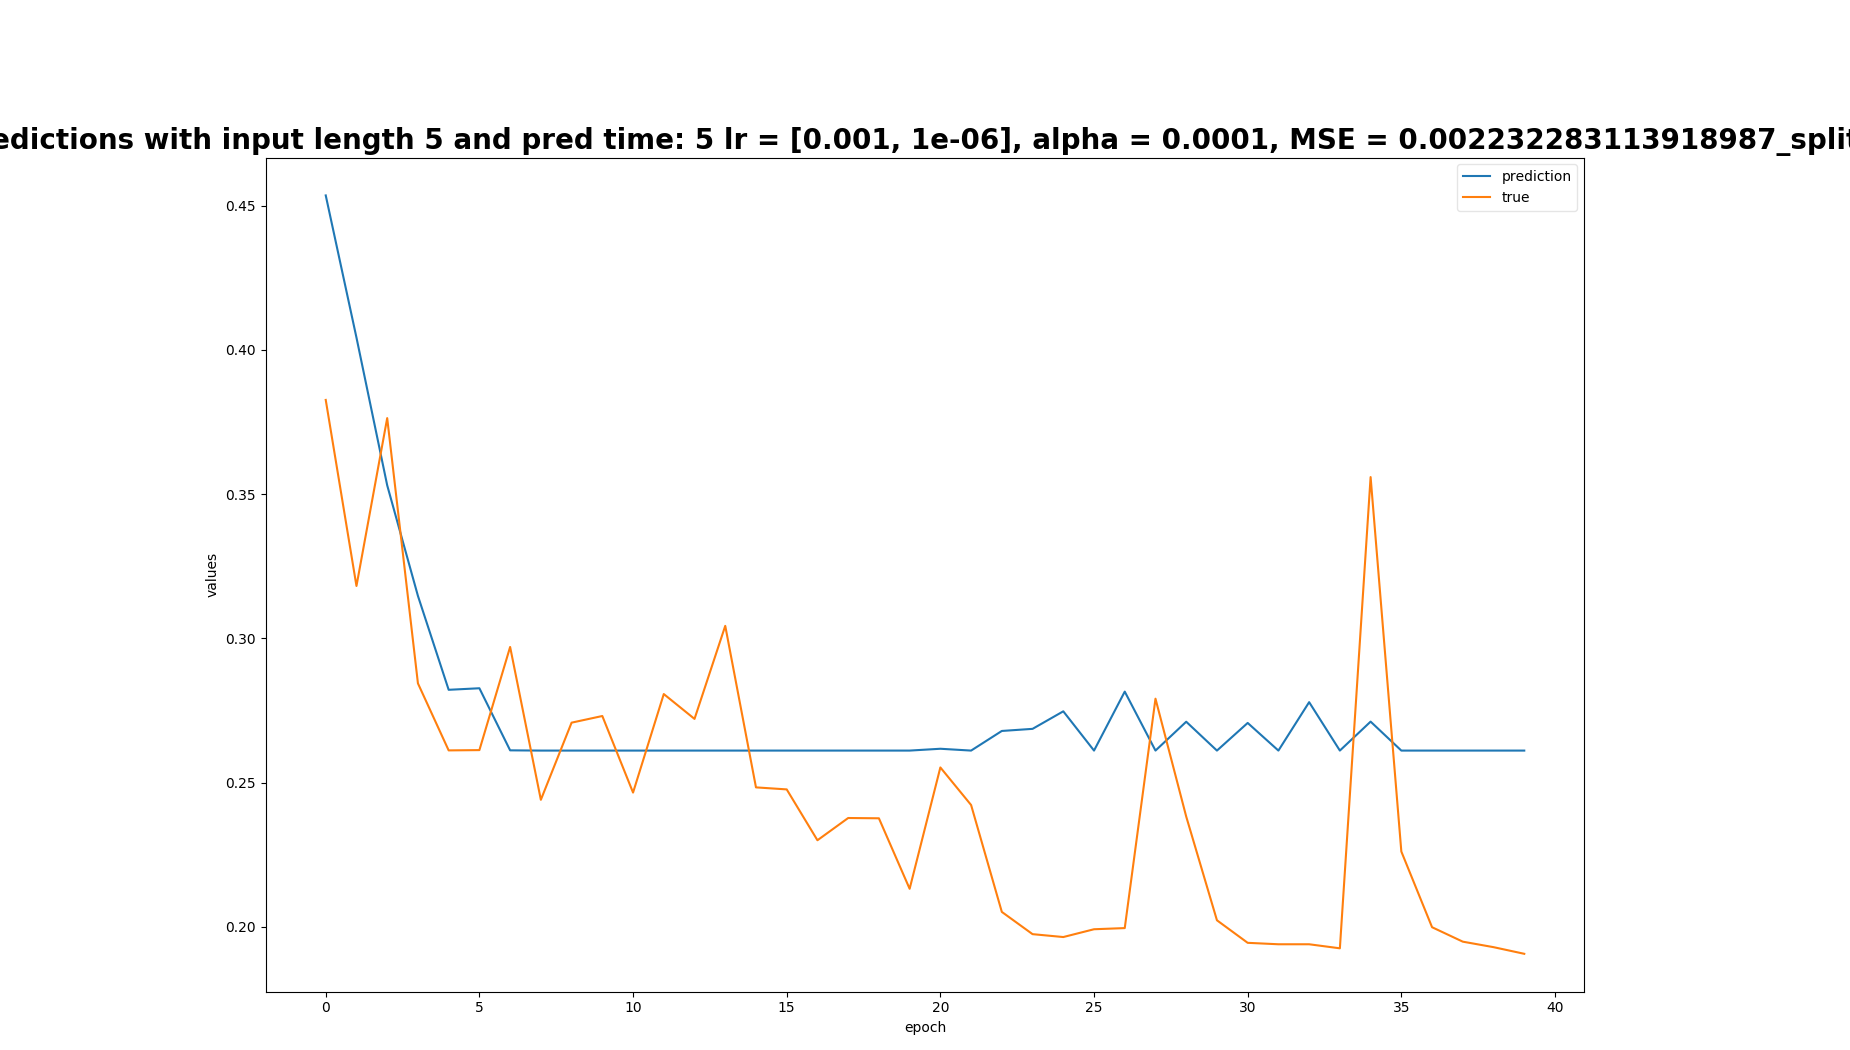 edictions with input length 5 and pred time: 5 lr = [0.001, 1e-06], alpha = 0.0001, MSE = 0.002232283113918987_split
prediction
true
0.45
0.40
0.35
0.30
0.25
0.20
values
0 5 10 15 20 25 30 35 40
epoch